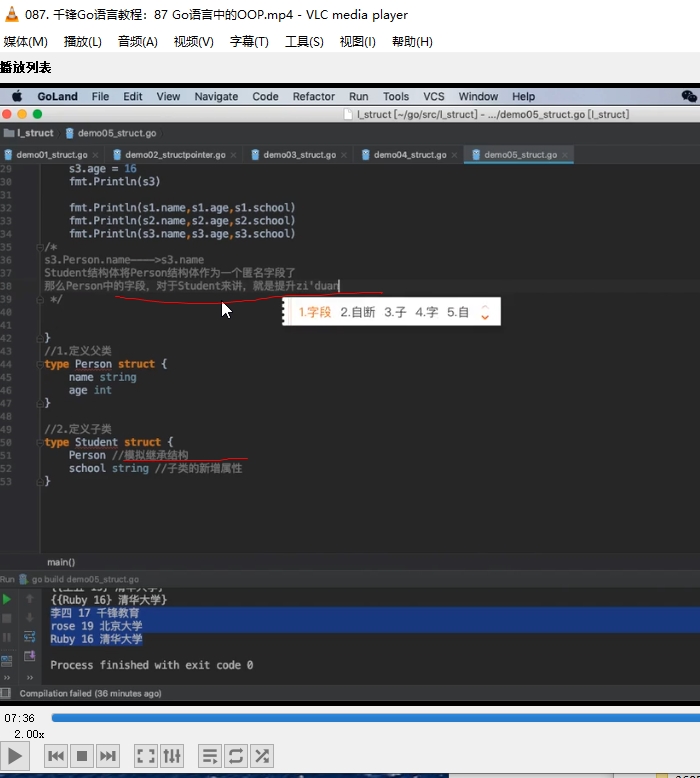 087. 千锋Go语言教程：87 Go语言中的OOP.mp4 - VLC media player
媒体(M) 播放(L) 音频(A) 视频(V) 字幕(T) 工具(S) 视图(I) 帮助(H)
播放列表
GoLand File Edit View Navigate Code Refactor Run Tools VCS Window Help
l_struct [~/go/src/l_struct] - .../demo05_struct.go [l_struct]
l_struct demo05_struct.go
demo01_struct.go demo02_structpointer.go demo03_struct.go demo04_struct.go demo05_struct.go
29 s3.age = 16
30 fmt.Println(s3)
31
32 fmt.Println(s1.name,s1.age,s1.school)
33 fmt.Println(s2.name,s2.age,s2.school)
34 fmt.Println(s3.name,s3.age,s3.school)
35 /*
36 s3.Person.name———->s3.name
37 Student结构体将Person结构体作为一个匿名字段了
38 那么Person中的字段，对于Student来讲，就是提升zi'duan
39 */
1.字段 2.自断 3.子 4.字 5.自
40
41
42 }
43 //1.定义父类
44 type Person struct {
45 name string
46 age int
47 }
48
49 //2.定义子类
50 type Student struct {
51 Person //模拟继承结构
52 school string //子类的新增属性
53 }
main()
Run go build demo05_struct.go
{{Ruby 16} 清华大学}
李四 17 千锋教育
rose 19 北京大学
Ruby 16 清华大学
Process finished with exit code 0
Compilation failed (36 minutes ago)
07:36
2.00x